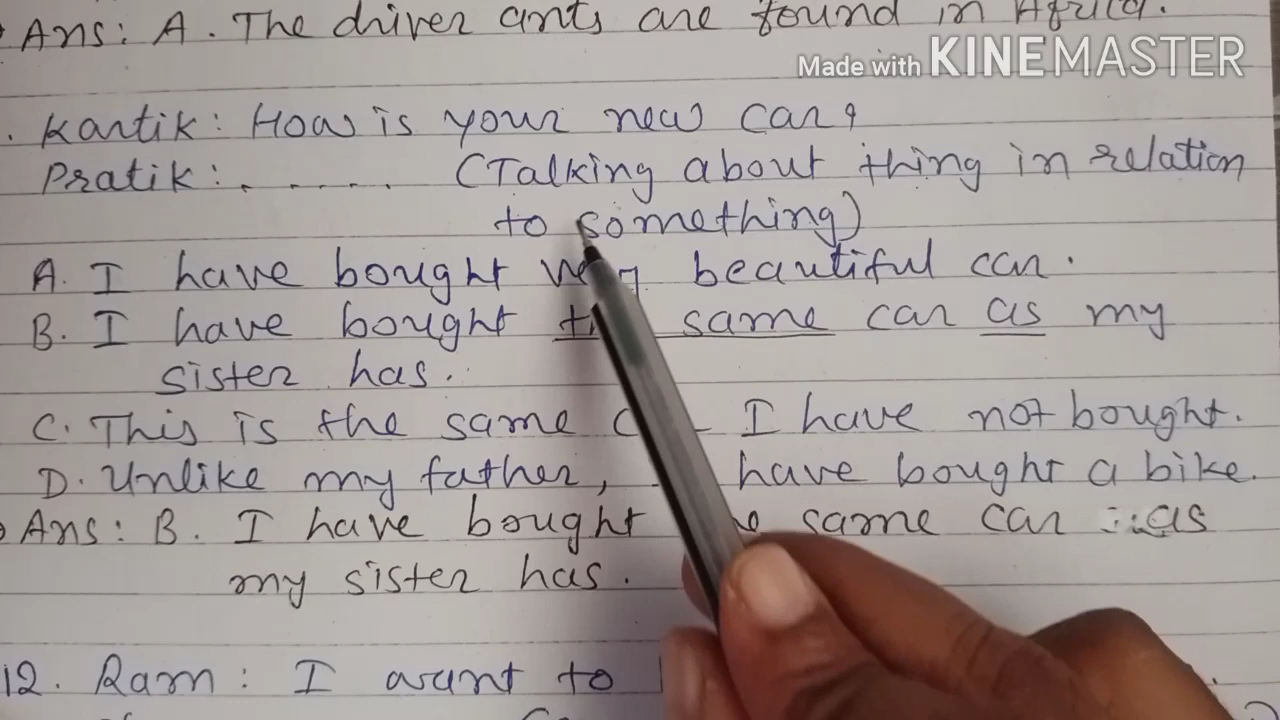 Ans: A. The driver ants are found in Africa.
Made with KINEMASTER
. Kartik: How is your new car?
Pratik: . . . . . . (Talking about thing in relation
to something)
A. I have bought very beautiful car.
B. I have bought the same car as my
sister has.
C. This is the same I have not bought.
D. Unlike my father, have bought a bike.
Ans: B. I have bought same car as
my sister has.
12. Ram: I want to